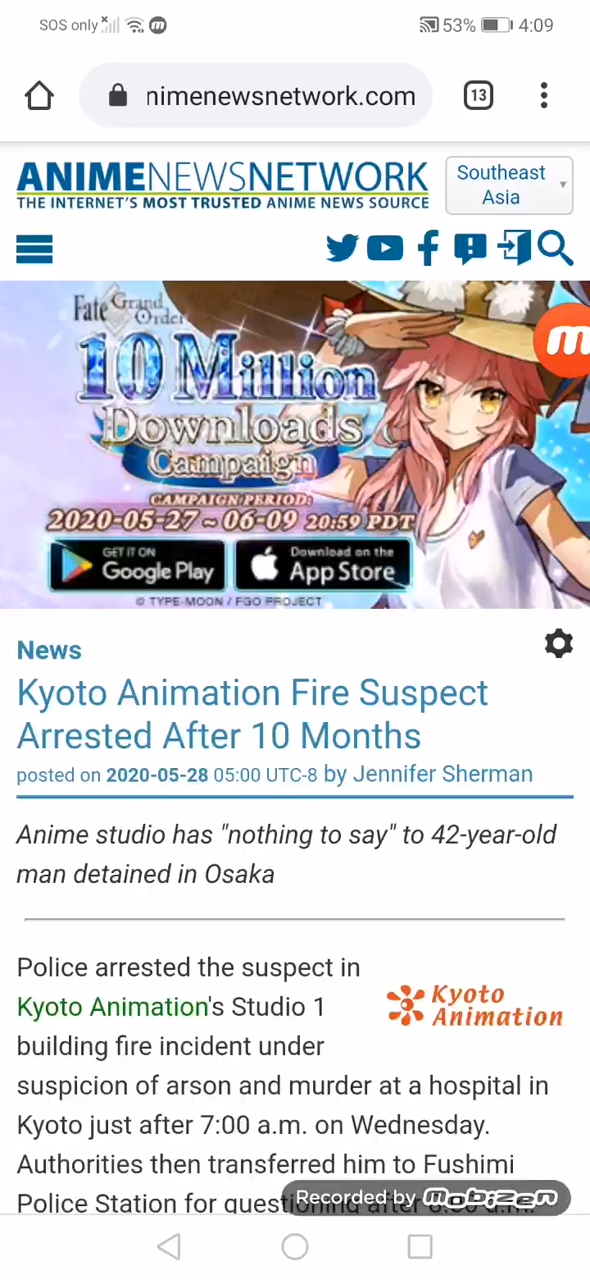 SOS only
53% 4:09
nimenewsnetwork.com
13
ANIMENEWSNETWORK
THE INTERNET'S MOST TRUSTED ANIME NEWS SOURCE
Southeast
Asia
Fate Grand
Order
10 Million
Downloads
Campaign
CAMPAIGN PERIOD:
2020-05-27 ~ 06-09 20:59 PDT
GET IT ON
Google Play
Download on the
App Store
© TYPE-MOON / FGO PROJECT
News
Kyoto Animation Fire Suspect
Arrested After 10 Months
posted on 2020-05-28 05:00 UTC-8 by Jennifer Sherman
Anime studio has "nothing to say" to 42-year-old
man detained in Osaka
Police arrested the suspect in
Kyoto Animation's Studio 1
building fire incident under
suspicion of arson and murder at a hospital in
Kyoto just after 7:00 a.m. on Wednesday.
Authorities then transferred him to Fushimi
Police Station for questioning after
Kyoto
Animation
Recorded by mobizen